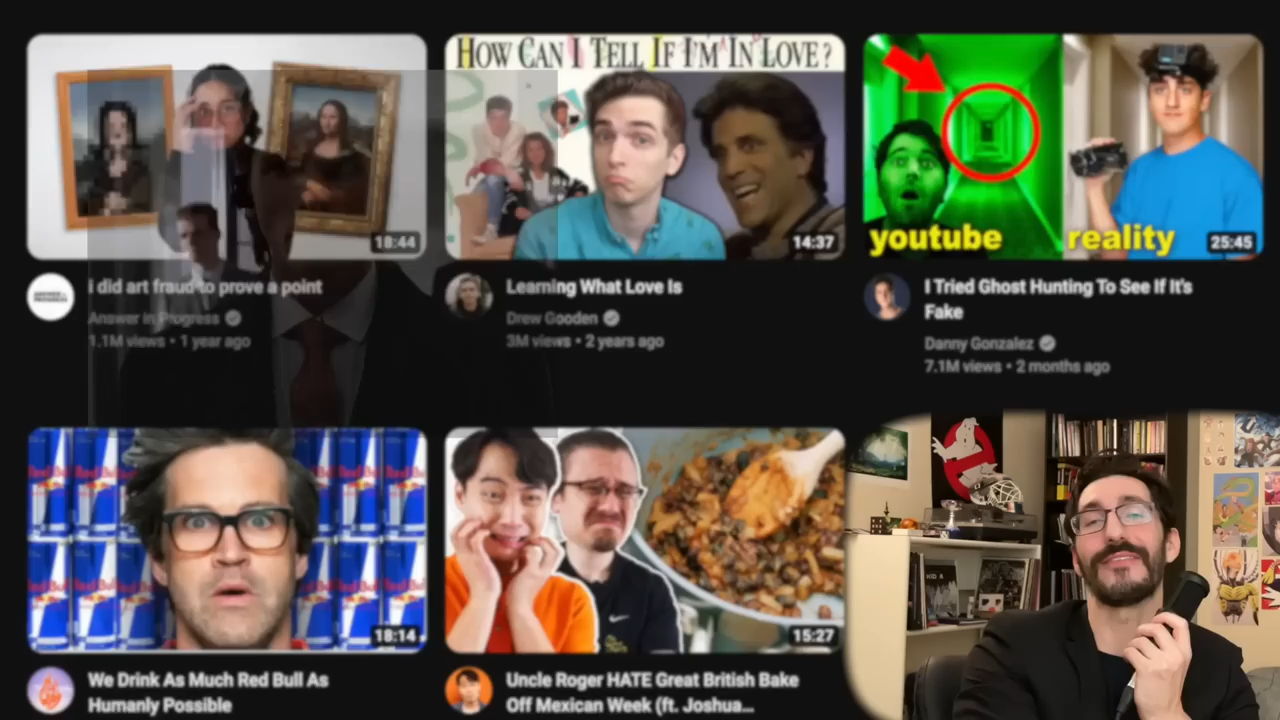 HOW CAN I TELL IF I'M IN LOVE?
youtube
reality
18:44
14:37
25:45
i did art fraud to prove a point
Answer in Progress
1.1M views • 1 year ago
Learning What Love Is
Drew Gooden
3M views • 2 years ago
I Tried Ghost Hunting To See If It's
Fake
Danny Gonzalez
7.1M views • 2 months ago
18:14
15:27
KID A
We Drink As Much Red Bull As
Humanly Possible
Uncle Roger HATE Great British Bake
Off Mexican Week (ft. Joshua...